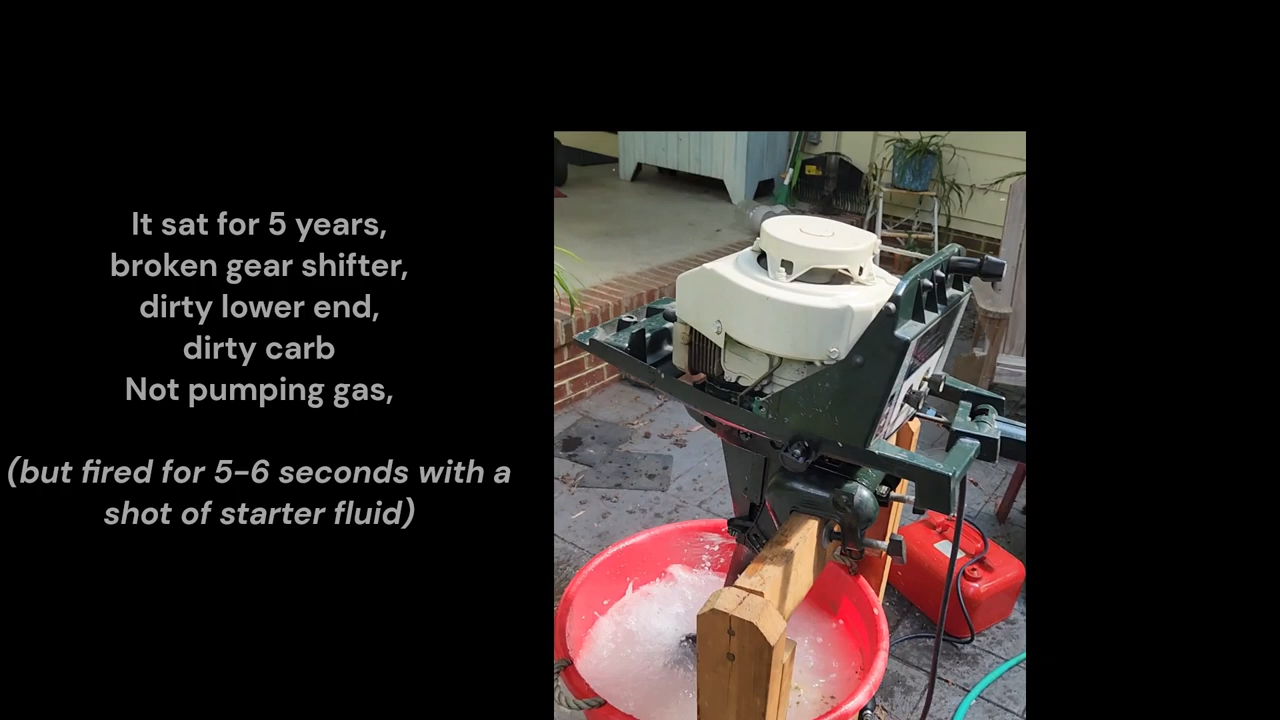 It sat for 5 years,
broken gear shifter,
dirty lower end,
dirty carb
Not pumping gas,
(but fired for 5-6 seconds with a
shot of starter fluid)